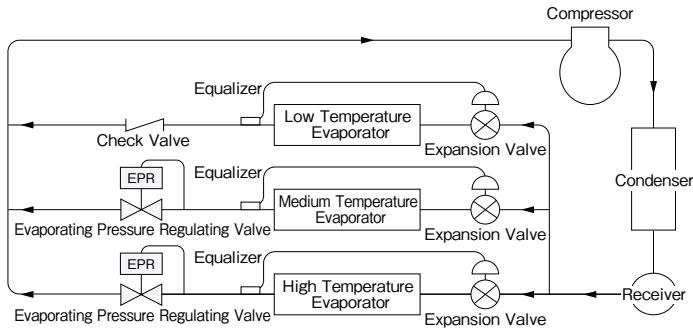 Compressor
Equalizer
Low Temperature
Evaporator
Check Valve
Expansion Valve
Condenser
EPR
Equalizer
Medium Temperature
Evaporator
Evaporating Pressure Regulating Valve
Expansion Valve
EPR
Equalizer
High Temperature
Evaporator
Receiver
Evaporating Pressure Regulating Valve
Expansion Valve